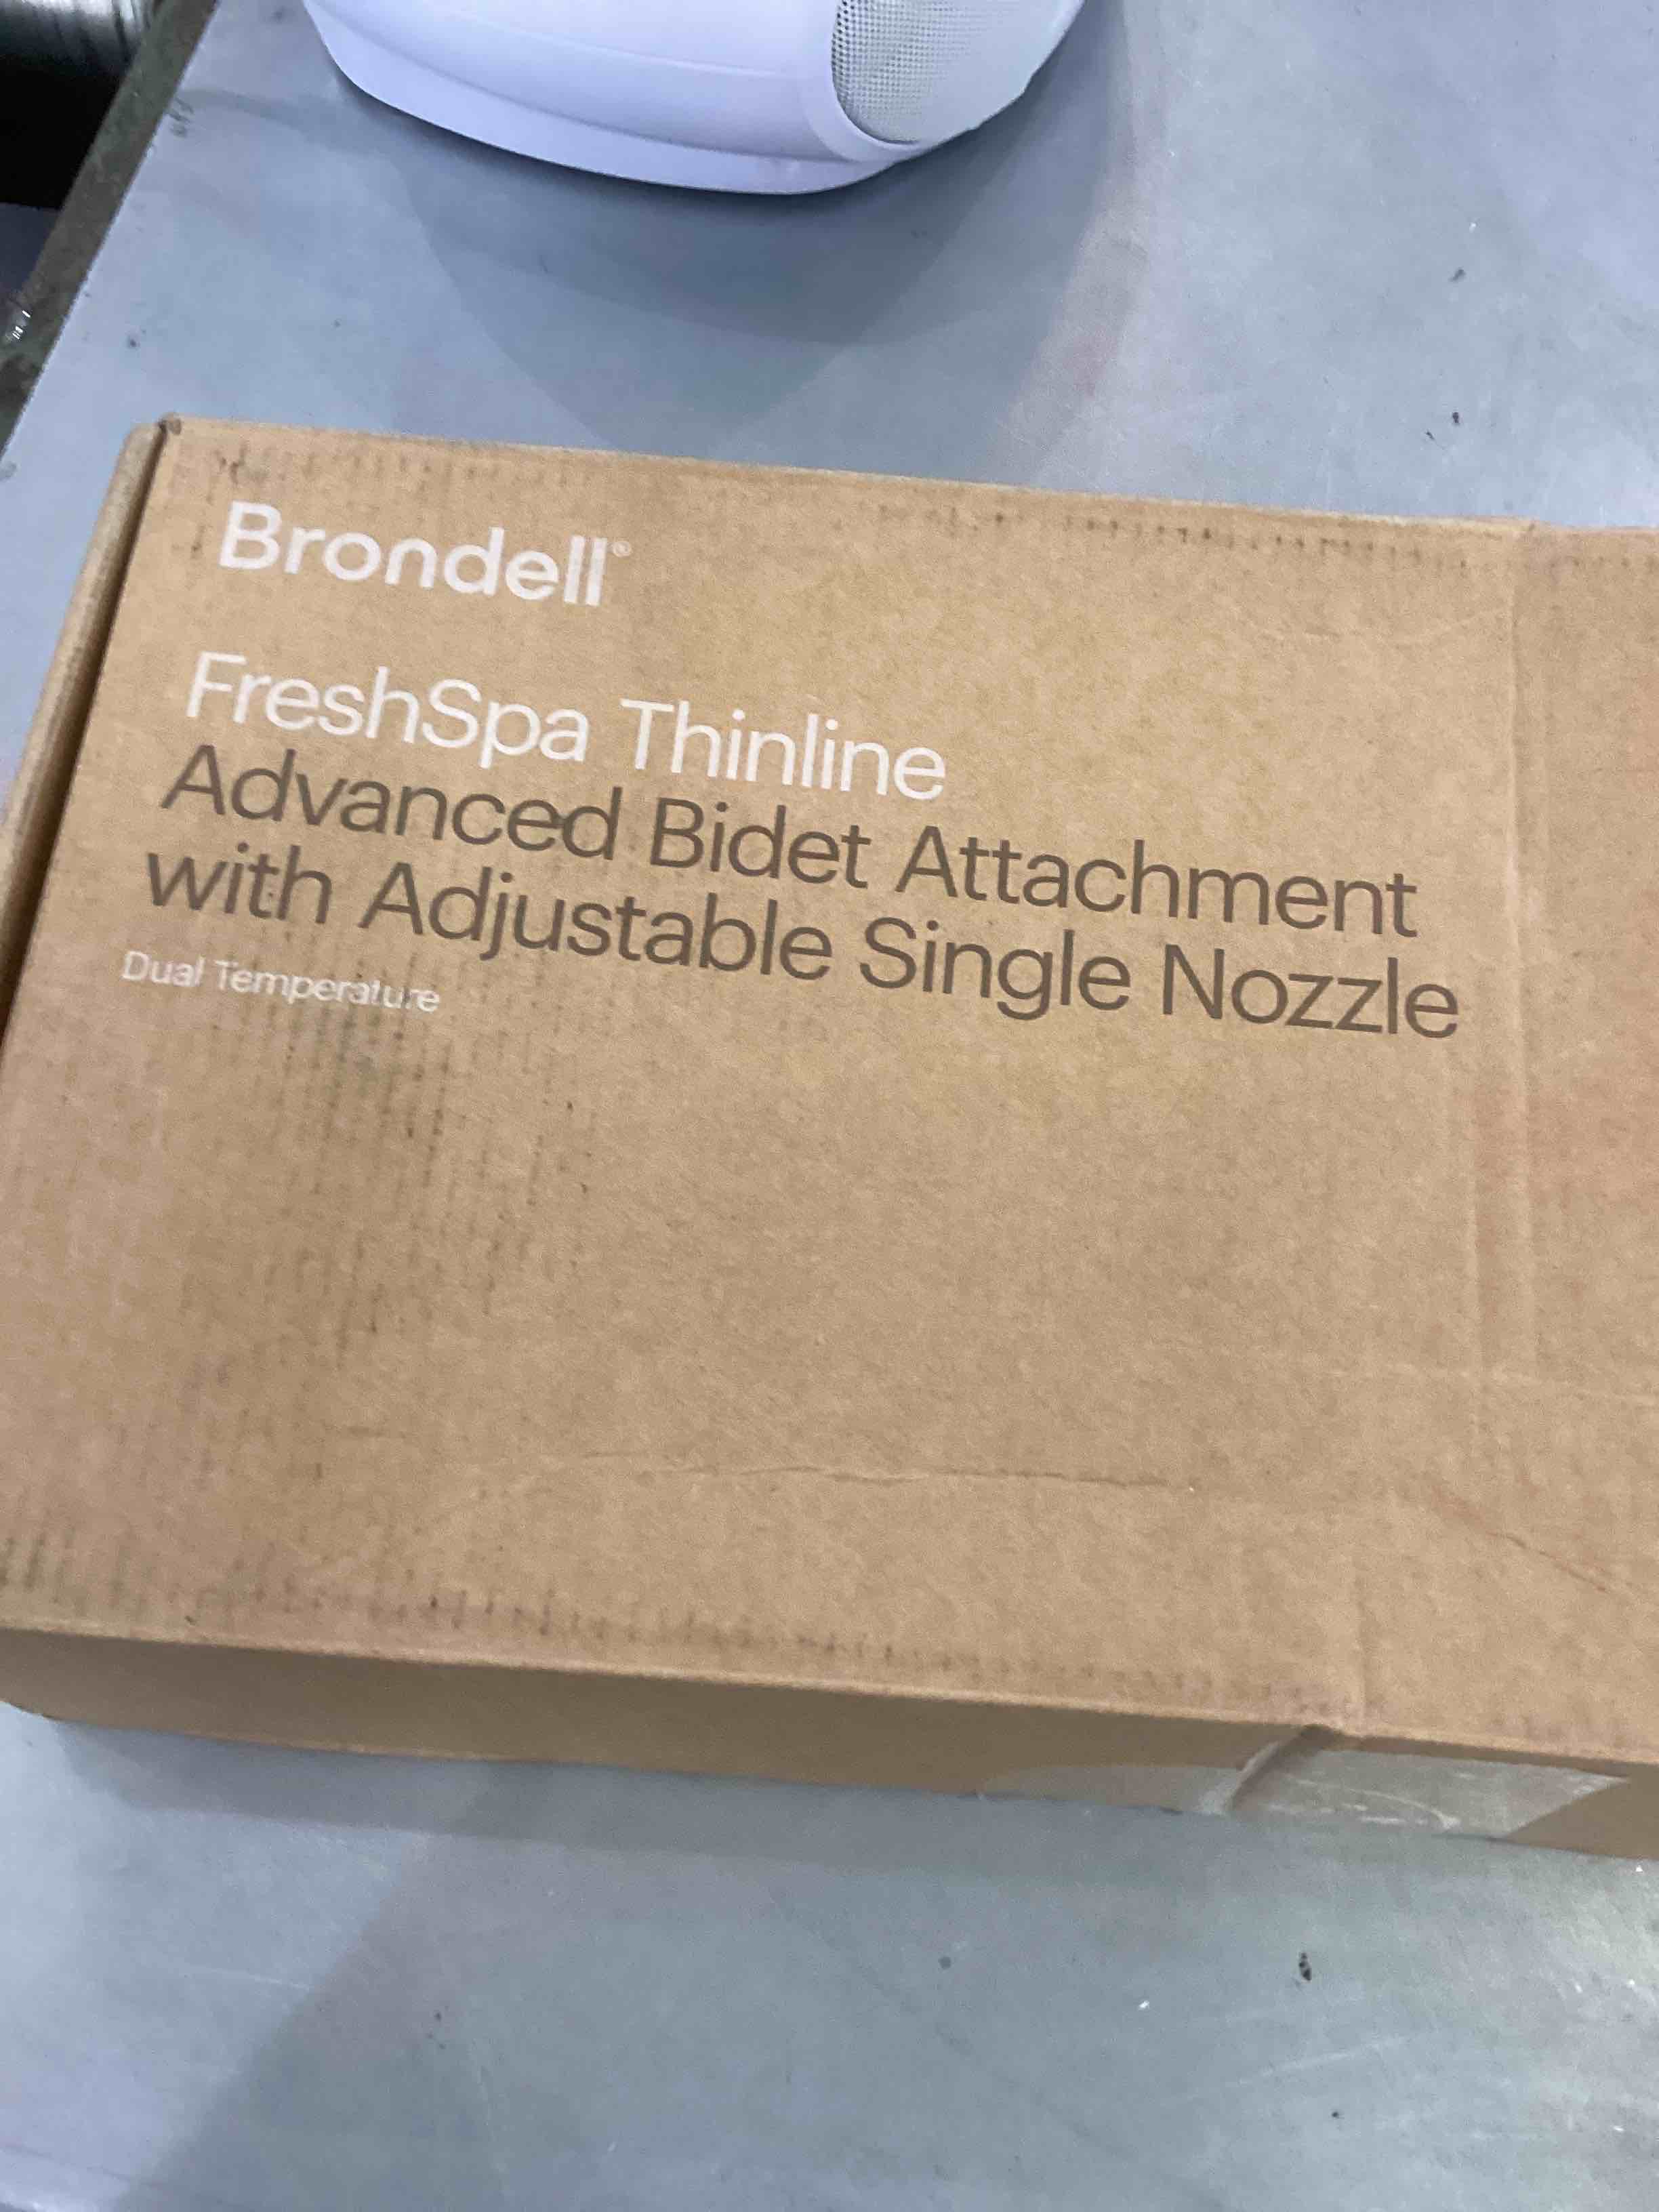 Brondell®
FreshSpa Thinline
Advanced Bidet Attachment
with Adjustable Single Nozzle
Dual Temperature